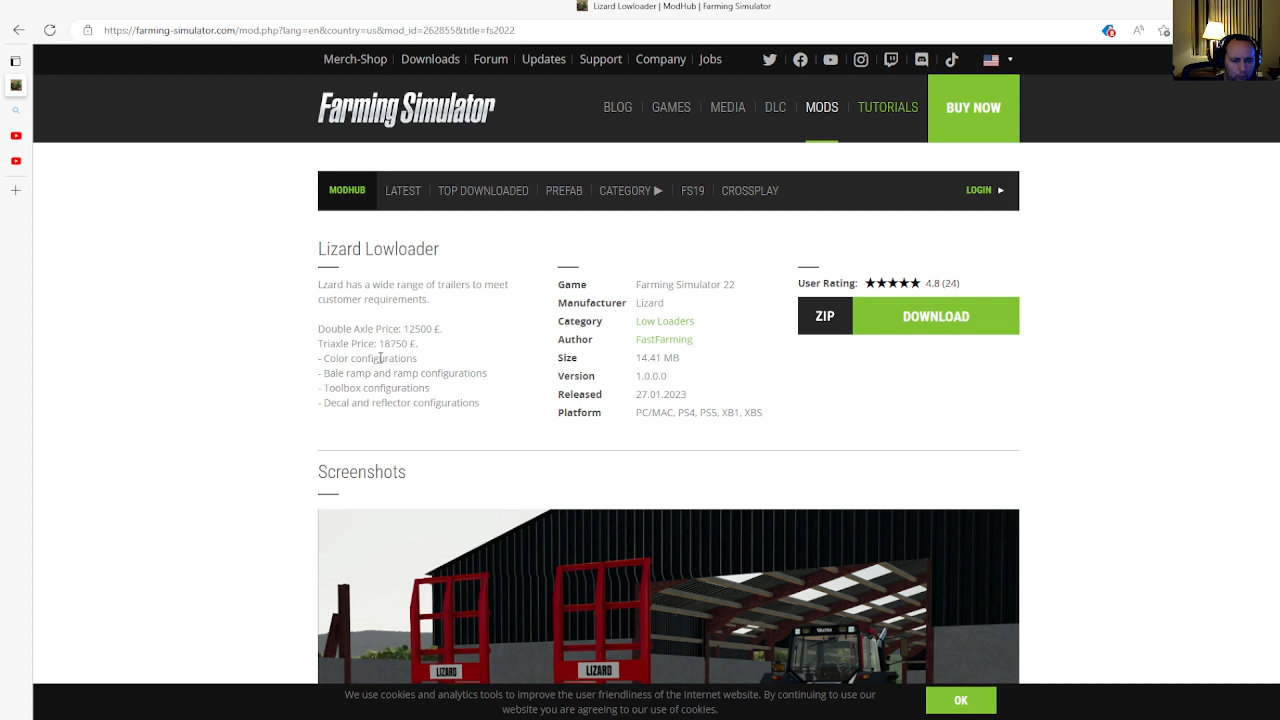 Lizard Lowloader | ModHub | Farming Simulator
https://farming-simulator.com/mod.php?lang=en&country=us&mod_id=262855&title=fs2022
Merch-Shop Downloads Forum Updates Support Company Jobs
Farming Simulator
BLOG GAMES MEDIA DLC MODS TUTORIALS BUY NOW
MODHUB LATEST TOP DOWNLOADED PREFAB CATEGORY ▶ FS19 CROSSPLAY LOGIN ▶
Lizard Lowloader
Lzard has a wide range of trailers to meet
customer requirements.
Double Axle Price: 12500 £.
Triaxle Price: 18750 £.
- Color configurations
- Bale ramp and ramp configurations
- Toolbox configurations
- Decal and reflector configurations
Game Farming Simulator 22
Manufacturer Lizard
Category Low Loaders
Author FastFarming
Size 14.41 MB
Version 1.0.0.0
Released 27.01.2023
Platform PC/MAC, PS4, PS5, XB1, XBS
User Rating: ★★★★★ 4.8 (24)
ZIP DOWNLOAD
Screenshots
VALTRA
LIZARD LIZARD
We use cookies and analytics tools to improve the user friendliness of the Internet website. By continuing to use our
website you are agreeing to our use of cookies.
OK